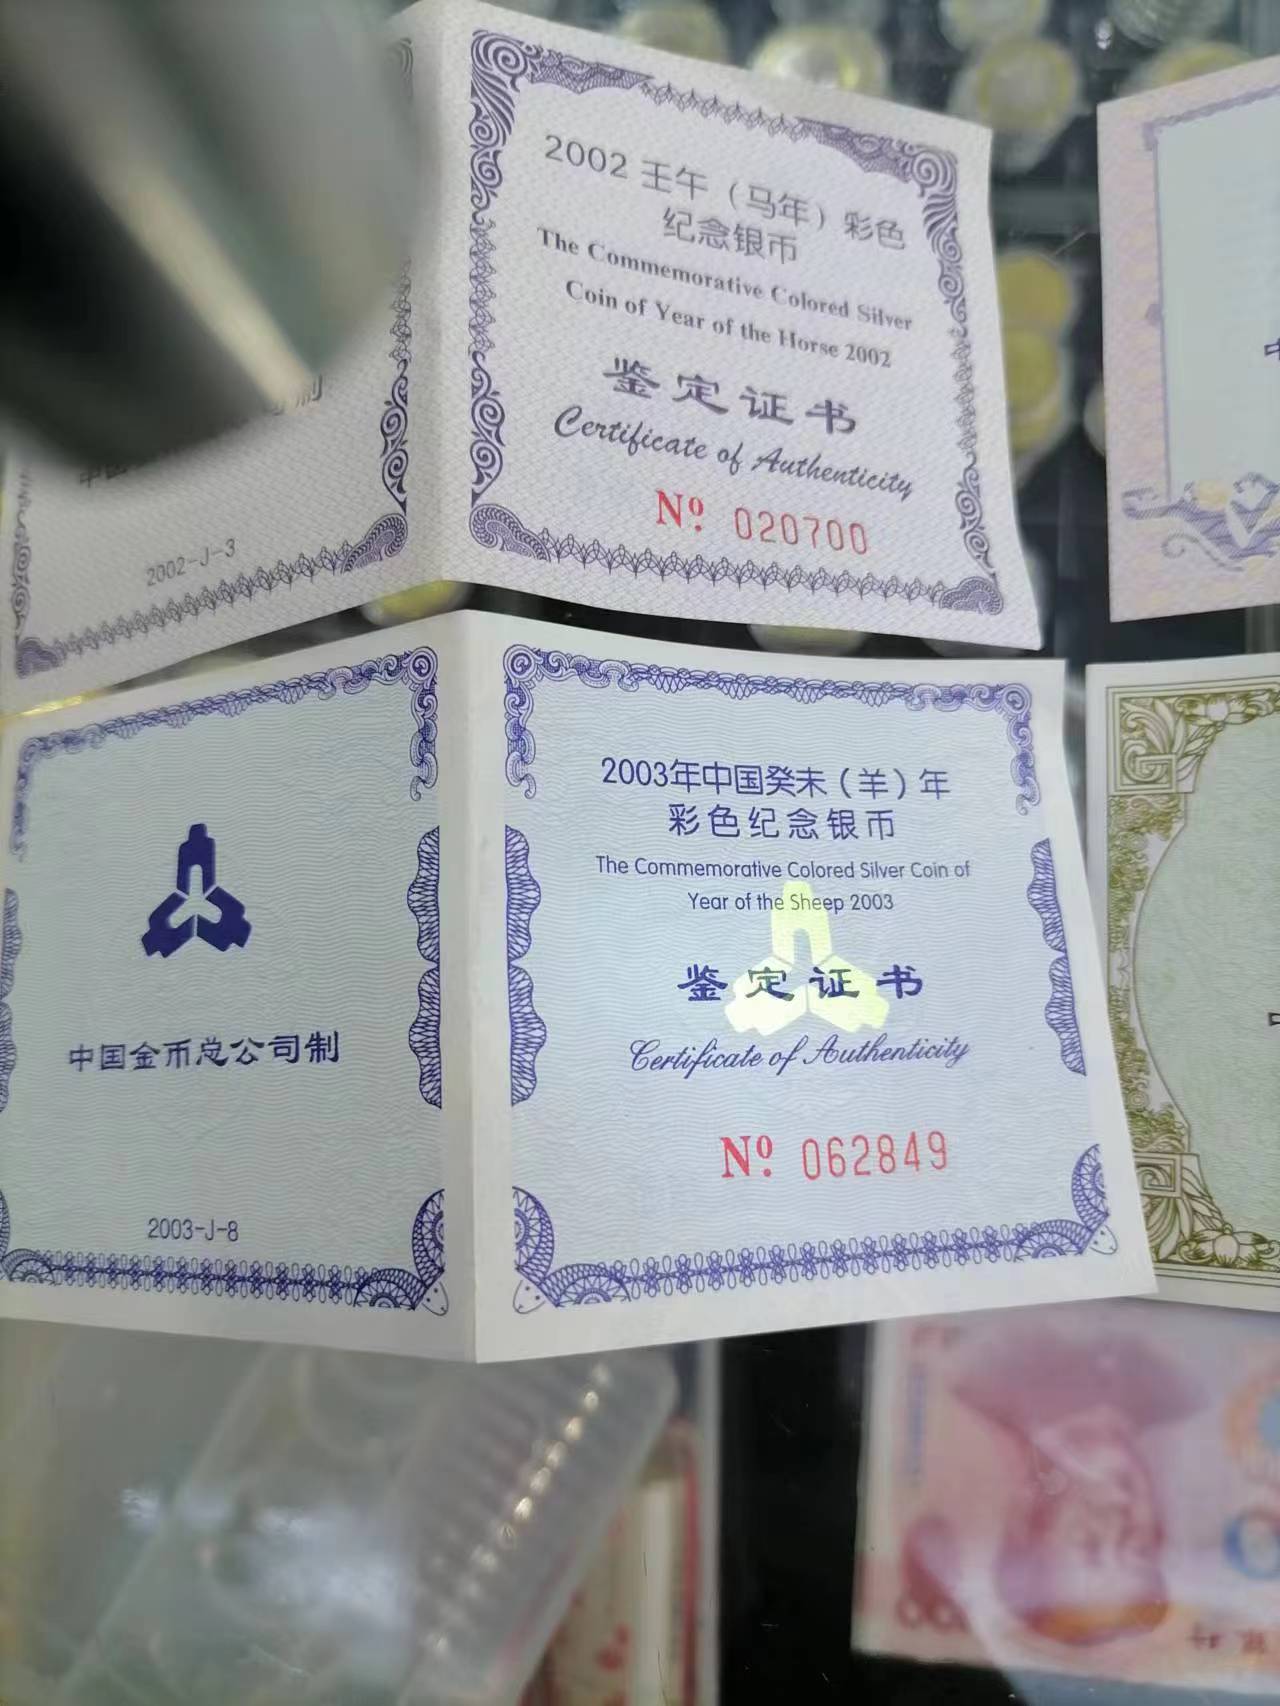 2002 壬午（马年）彩色
纪念银币
The Commemorative Colored Silver
Coin of Year of the Horse 2002
鉴定证书
Certificate of Authenticity
Nº 020700
制
2002-J-3
2003年中国癸未（羊）年
彩色纪念银币
The Commemorative Colored Silver Coin of
Year of the Sheep 2003
鉴定证书
Certificate of Authenticity
Nº 062849
中国金币总公司制
2003-J-8